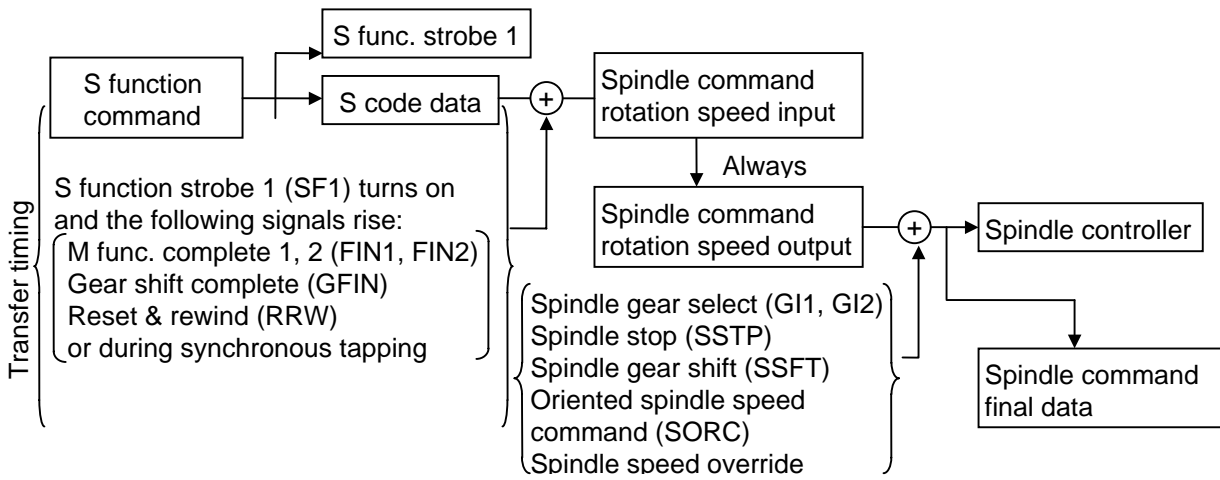 S func. strobe 1
S function
command
S code data
+
Spindle command
rotation speed input
Always
Transfer timing
S function strobe 1 (SF1) turns on
and the following signals rise:
M func. complete 1, 2 (FIN1, FIN2)
Gear shift complete (GFIN)
Reset & rewind (RRW)
or during synchronous tapping
Spindle command
rotation speed output
+
Spindle controller
Spindle gear select (GI1, GI2)
Spindle stop (SSTP)
Spindle gear shift (SSFT)
Oriented spindle speed
command (SORC)
Spindle speed override
Spindle command
final data